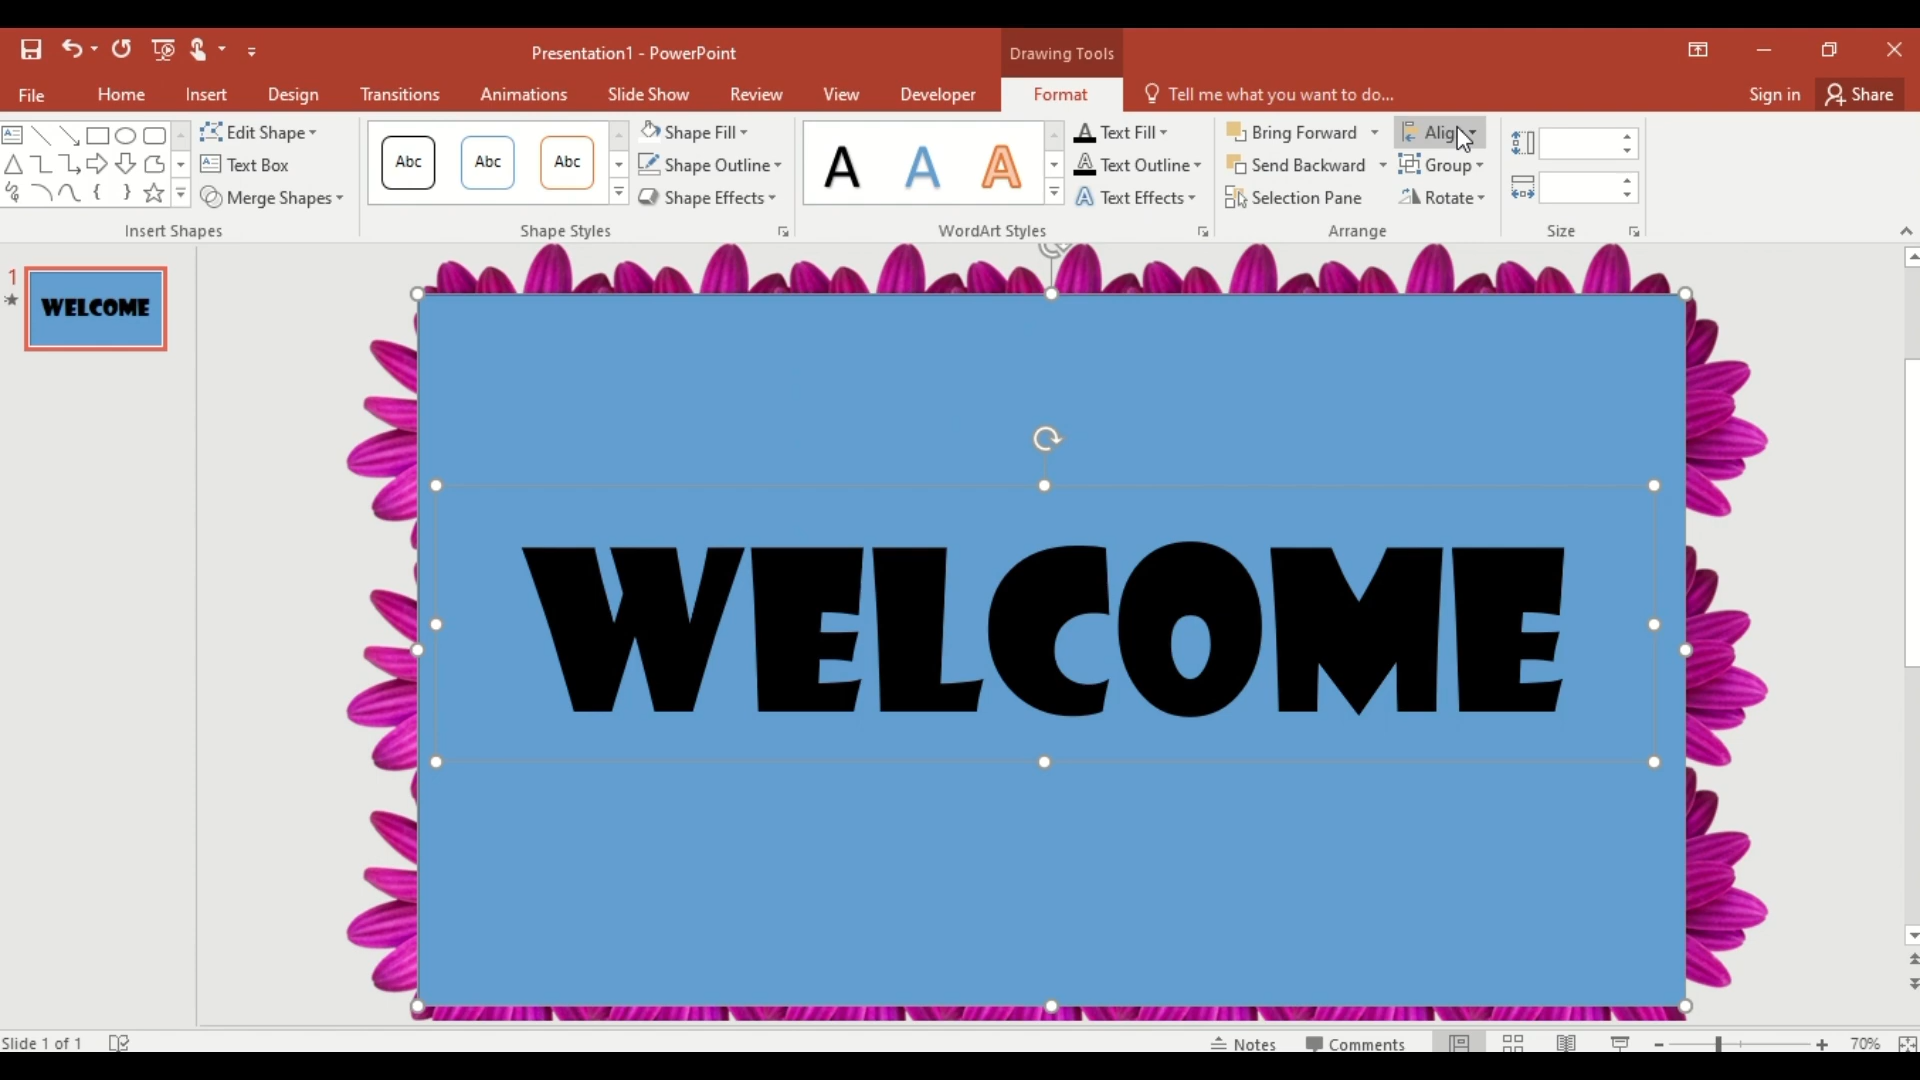 Presentation1 - PowerPoint
Drawing Tools
File Home Insert Design Transitions Animations Slide Show Review View Developer Format Tell me what you want to do... Sign in Share
Edit Shape
Text Box
Merge Shapes
Insert Shapes
Abc Abc Abc
Shape Fill
Shape Outline
Shape Effects
Shape Styles
A A A
Text Fill
Text Outline
Text Effects
WordArt Styles
Bring Forward
Send Backward
Selection Pane
Group
Rotate
Arrange
Size
1
WELCOME
WELCOME
Slide 1 of 1
Notes
Comments
70%